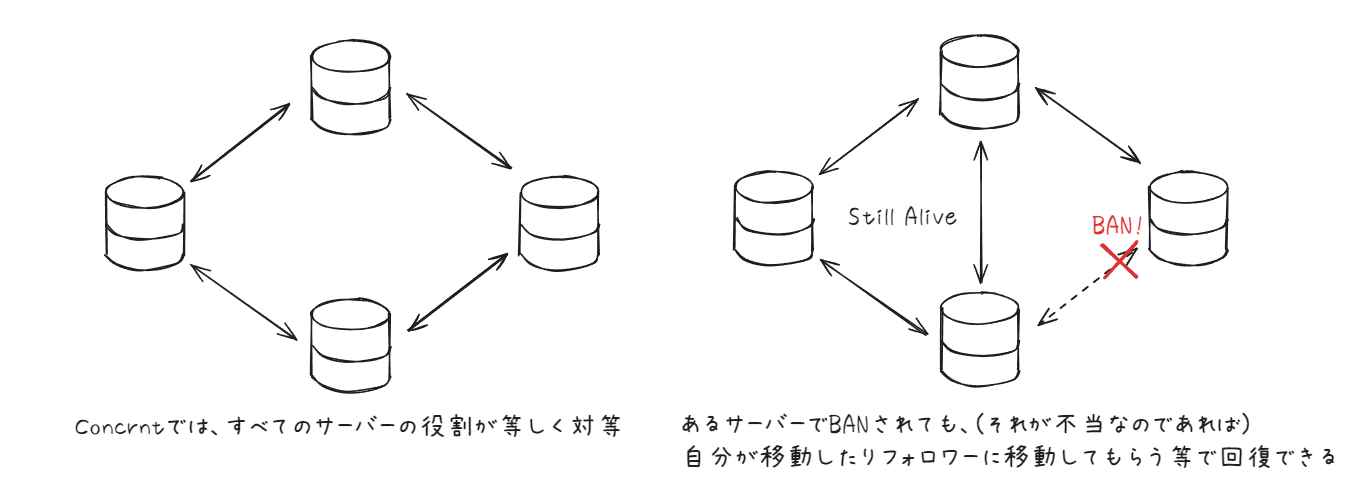 Still Alive
BAN!
Concrntでは、すべてのサーバーの役割が等しく対等
あるサーバーでBANされても、(それが不当なのであれば)
自分が移動したりフォロワーに移動してもらう等で回復できる